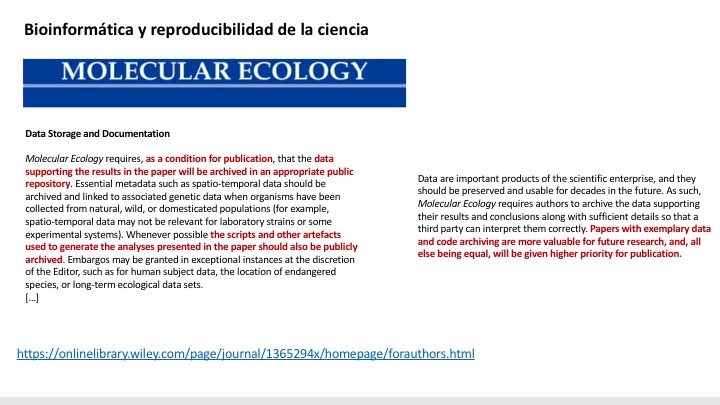 Bioinformática y reproducibilidad de la ciencia
MOLECULAR ECOLOGY
Data Storage and Documentation
Molecular Ecology requires, as a condition for publication, that the data
supporting the results in the paper will be archived in an appropriate public
repository. Essential metadata such as spatio-temporal data should be
archived and linked to associated genetic data when organisms have been
collected from natural, wild, or domesticated populations (for example,
spatio-temporal data may not be relevant for laboratory strains or some
experimental systems). Whenever possible the scripts and other artefacts
used to generate the analyses presented in the paper should also be publicly
archived. Embargos may be granted in exceptional instances at the discretion
of the Editor, such as for human subject data, the location of endangered
species, or long-term ecological data sets.
[...]
Data are important products of the scientific enterprise, and they
should be preserved and usable for decades in the future. As such,
Molecular Ecology requires authors to archive the data supporting
their results and conclusions along with sufficient details so that a
third party can interpret them correctly. Papers with exemplary data
and code archiving are more valuable for future research, and, all
else being equal, will be given higher priority for publication.
https://onlinelibrary.wiley.com/page/journal/1365294x/homepage/forauthors.html